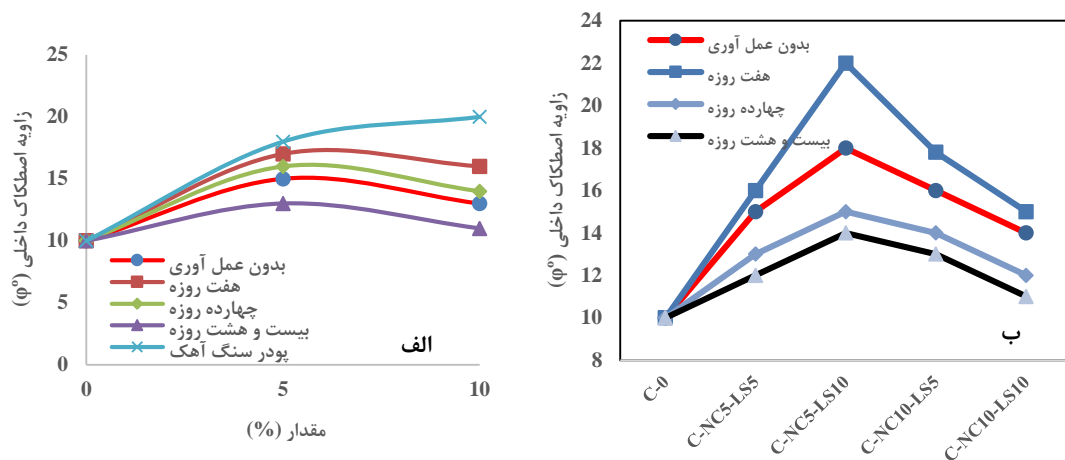 زاویه اصطکاک داخلی (φº)
25
20
15
10
5
0
بدون عمل آوری
هفت روزه
چهارده روزه
بیست و هشت روزه
پودر سنگ آهک
الف
0
5
10
مقدار (%)
زاویه اصطکاک داخلی (φº)
24
22
20
18
16
14
12
10
8
بدون عمل آوری
هفت روزه
چهارده روزه
بیست و هشت روزه
ب
C-0
C-NC5-LS5
C-NC5-LS10
C-NC10-LS5
C-NC10-LS10